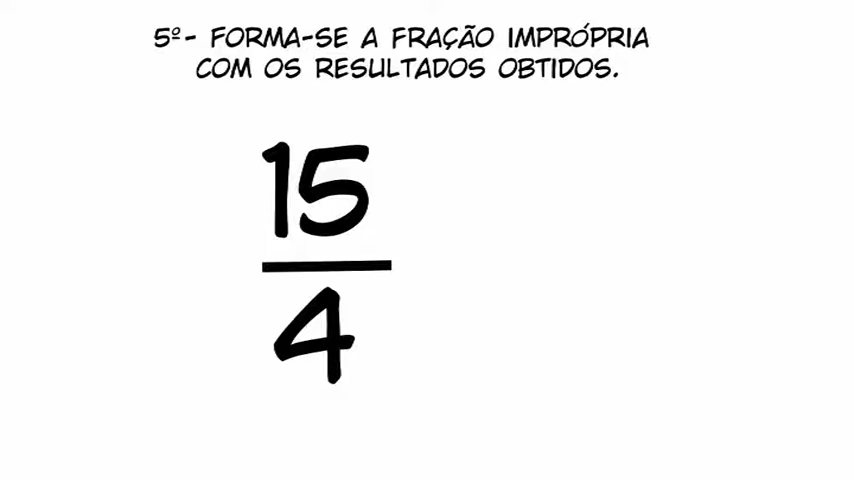 5º- FORMA-SE A FRAÇÃO IMPRÓPRIA
COM OS RESULTADOS OBTIDOS.
15
4